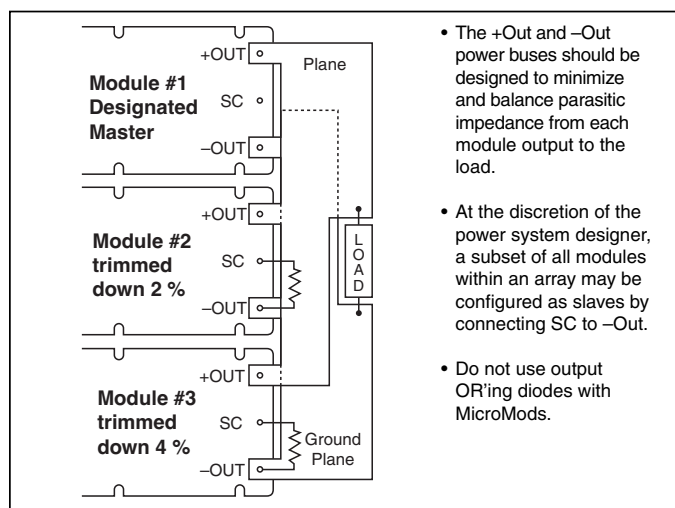 +OUT
Plane
Module #1
Designated
Master
SC
–OUT
+OUT
Module #2
trimmed
down 2 %
SC
–OUT
LOAD
+OUT
Module #3
trimmed
down 4 %
SC
Ground
Plane
–OUT
• The +Out and –Out
power buses should be
designed to minimize
and balance parasitic
impedance from each
module output to the
load.
• At the discretion of the
power system designer,
a subset of all modules
within an array may be
configured as slaves by
connecting SC to –Out.
• Do not use output
OR'ing diodes with
MicroMods.